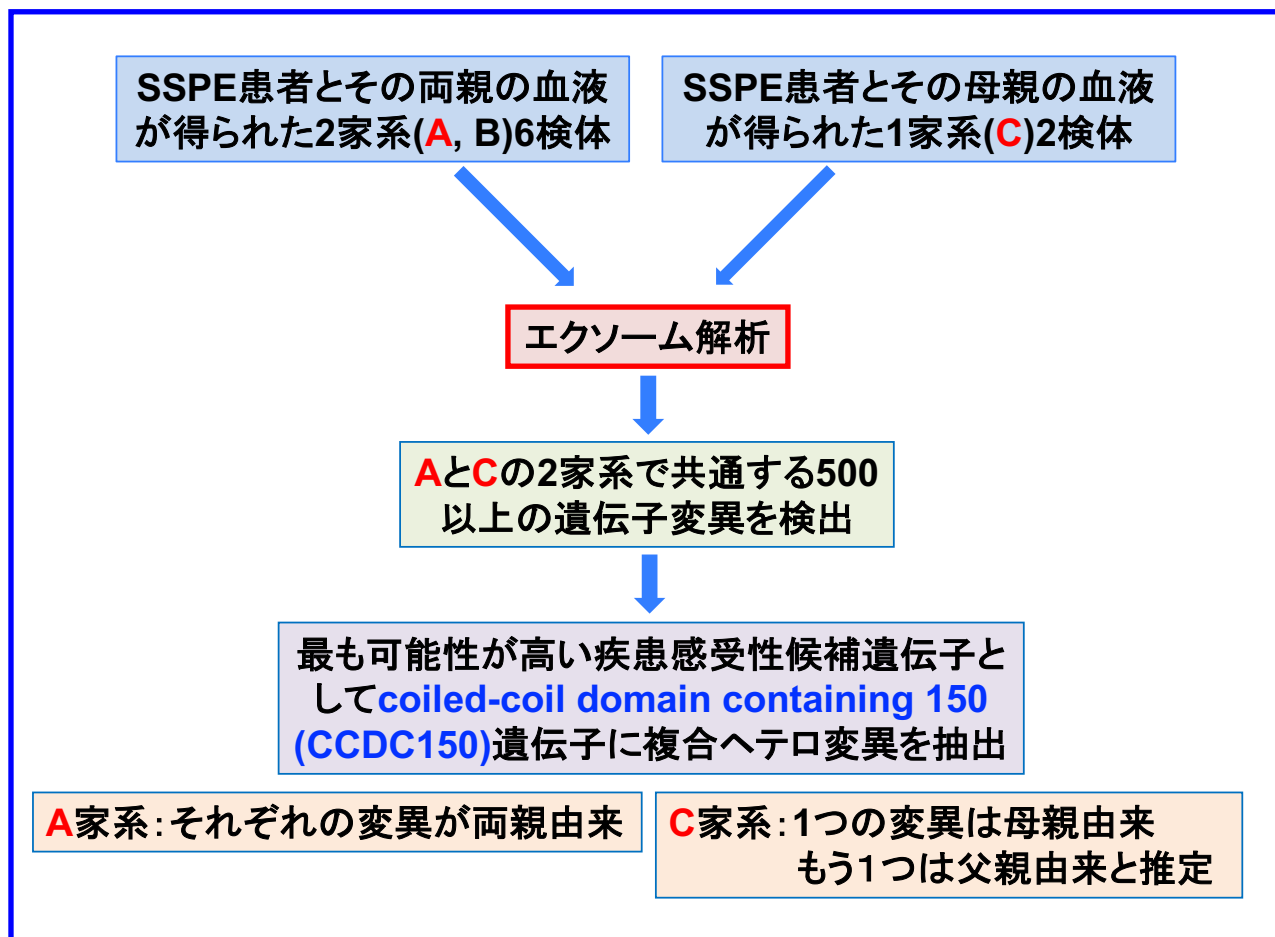 SSPE患者とその両親の血液
が得られた2家系(A, B)6検体
SSPE患者とその母親の血液
が得られた1家系(C)2検体
エクソーム解析
AとCの2家系で共通する500
以上の遺伝子変異を検出
最も可能性が高い疾患感受性候補遺伝子と
してcoiled-coil domain containing 150
(CCDC150)遺伝子に複合ヘテロ変異を抽出
A家系：それぞれの変異が両親由来
C家系：1つの変異は母親由来
もう１つは父親由来と推定